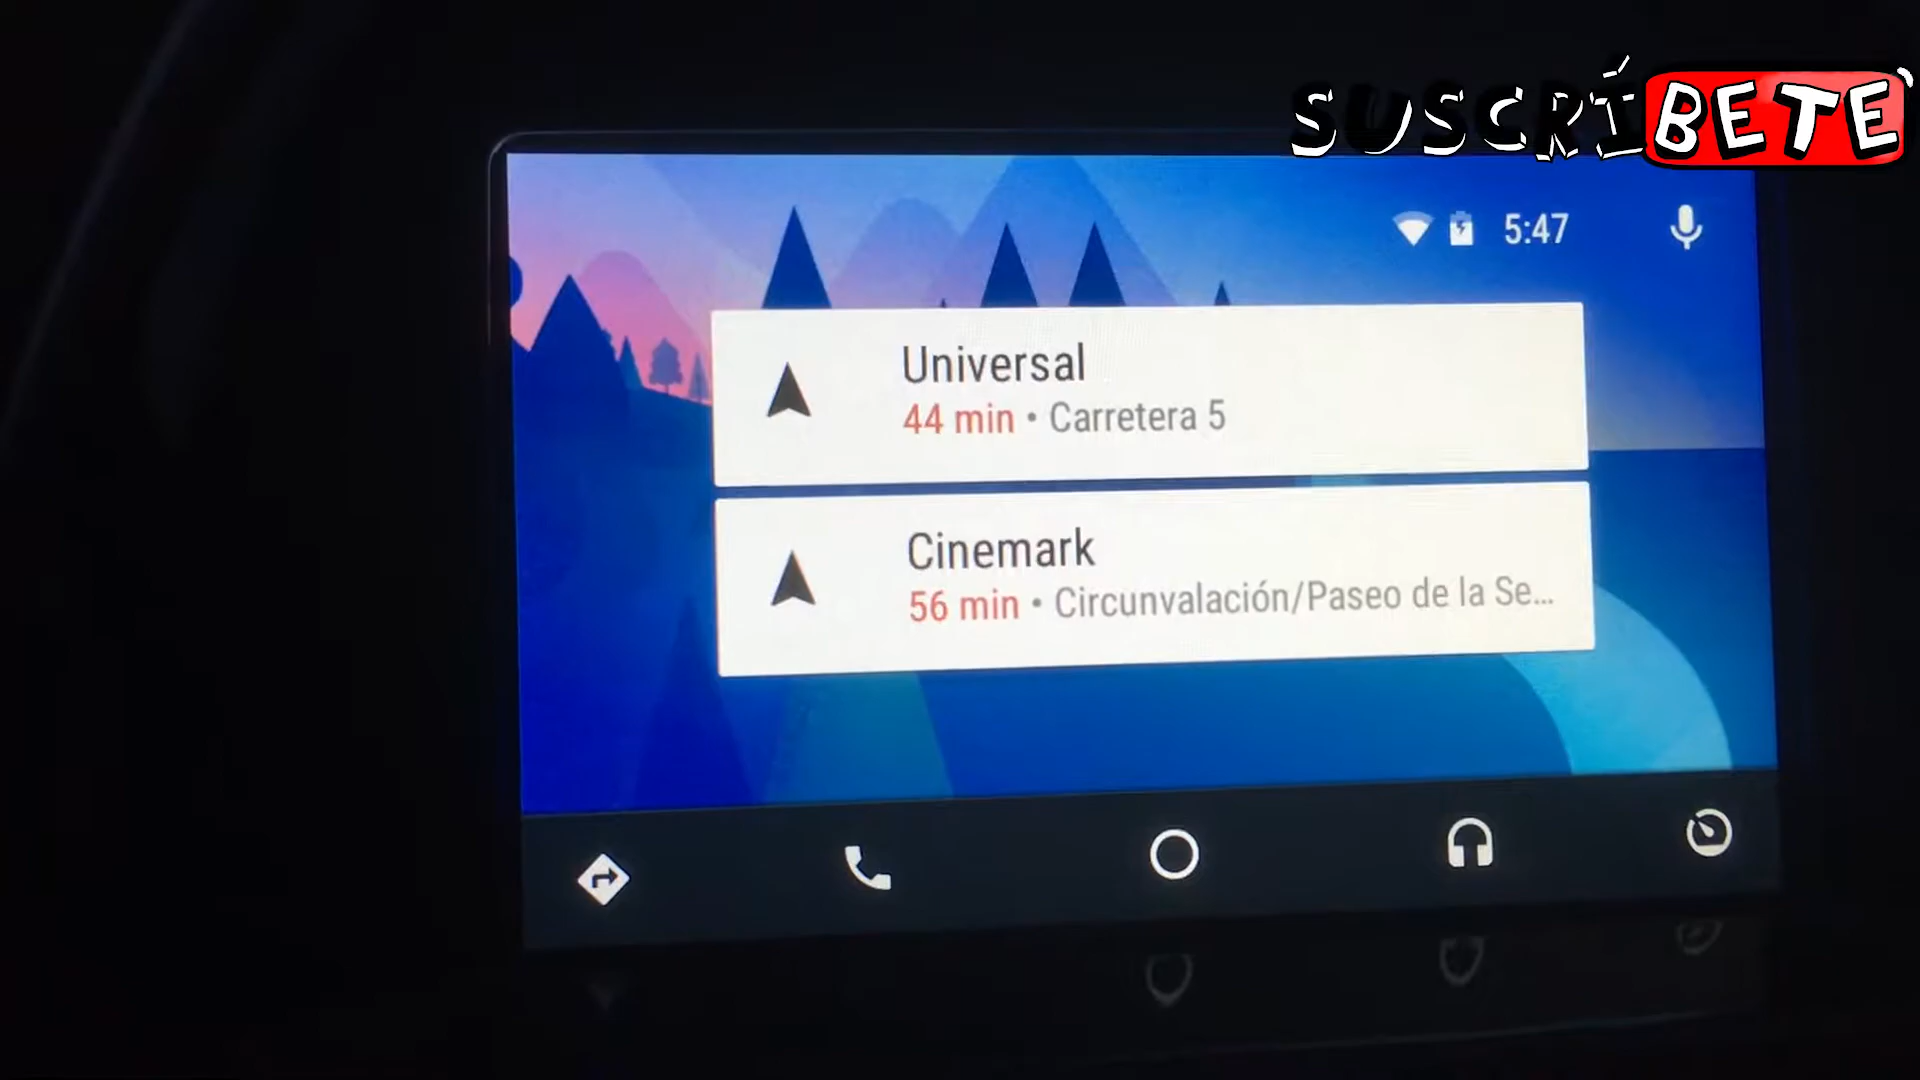 SUSCRÍBETE
5:47
Universal
44 min • Carretera 5
Cinemark
56 min • Circunvalación/Paseo de la Se...